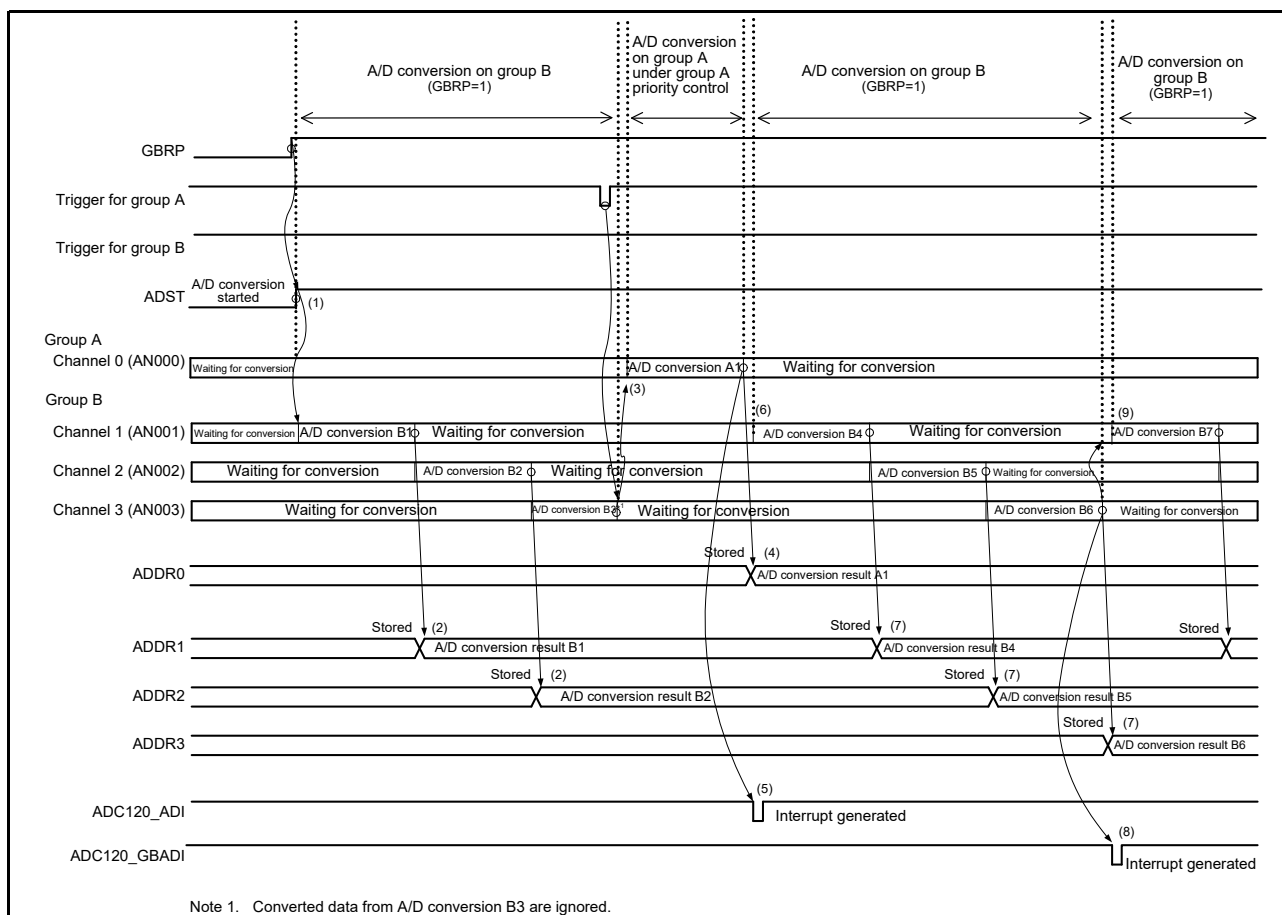 A/D conversion on group B
(GBRP=1)
A/D conversion
on group A
under group A
priority control
A/D conversion on group B
(GBRP=1)
A/D conversion on
group B
(GBRP=1)
GBRP
Trigger for group A
Trigger for group B
A/D conversion
started
ADST
(1)
Group A
Channel 0 (AN000)
Waiting for conversion
A/D conversion A1
Waiting for conversion
(3)
Group B
(6)
(9)
Channel 1 (AN001)
Waiting for conversion
A/D conversion B1
Waiting for conversion
A/D conversion B4
Waiting for conversion
A/D conversion B7
Channel 2 (AN002)
Waiting for conversion
A/D conversion B2
Waiting for conversion
A/D conversion B5
Waiting for conversion
Channel 3 (AN003)
Waiting for conversion
A/D conversion B3*1
Waiting for conversion
A/D conversion B6
Waiting for conversion
Stored (4)
ADDR0
A/D conversion result A1
Stored (2)
Stored (7)
Stored
ADDR1
A/D conversion result B1
A/D conversion result B4
Stored (2)
Stored (7)
ADDR2
A/D conversion result B2
A/D conversion result B5
Stored (7)
ADDR3
A/D conversion result B6
(5)
ADC120_ADI
Interrupt generated
(8)
ADC120_GBADI
Interrupt generated
Note 1. Converted data from A/D conversion B3 are ignored.